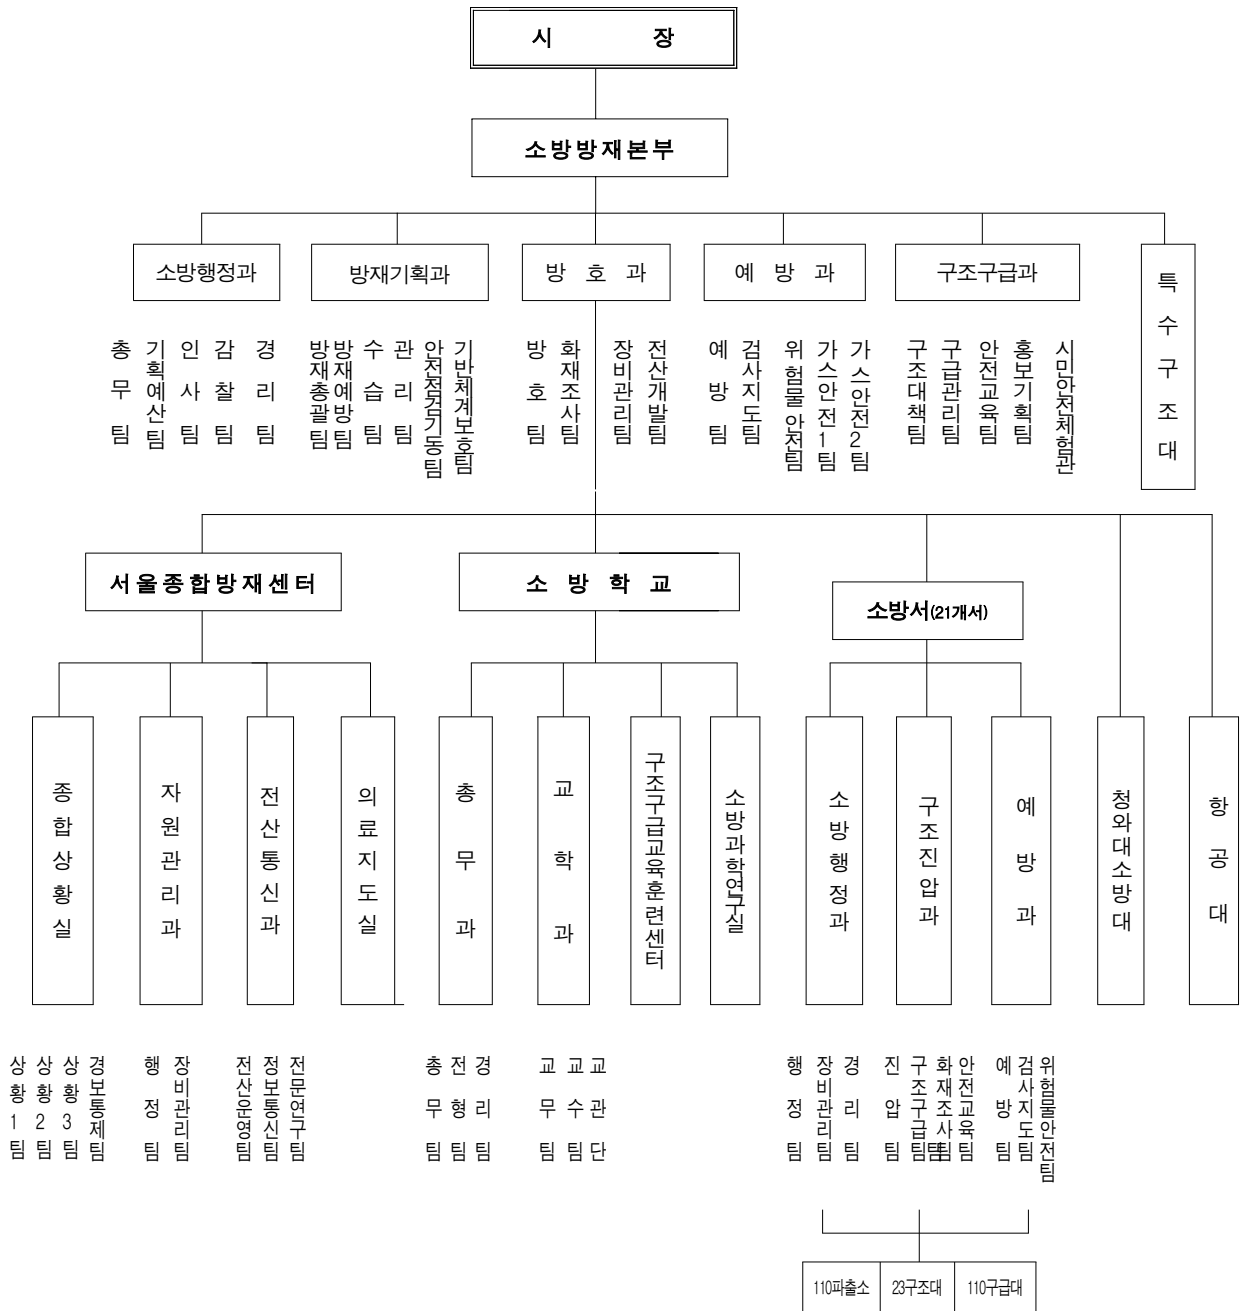 시 장
소방방재본부
소방행정과
방재기획과
방 호 과
예 방 과
구조구급과
특수구조대
총무팀
기획예산팀
인사팀
감찰팀
경리팀
방재총괄팀
방재예방팀
수습팀
관리팀
안전점검기동팀
기반체계보호팀
방호팀
화재조사팀
장비관리팀
전산개발팀
예방팀
검사지도팀
위험물안전팀
가스안전1팀
가스안전2팀
구조대책팀
구급관리팀
안전교육팀
홍보기획팀
시민안전체험관
서울종합방재센터
소 방 학 교
소방서(21개서)
종합상황실
자원관리과
전산통신과
의료지도실
총무과
교학과
구조구급교육훈련센터
소방과학연구실
소방행정과
구조진압과
예방과
청와대소방대
항공대
상황1팀
상황2팀
상황3팀
경보통제팀
행정팀
장비관리팀
전산운영팀
정보통신팀
전문연구팀
총무팀
전형팀
경리팀
교무팀
교수팀
교관단
행정팀
장비관리팀
경리팀
진압팀
구조구급팀
화재조사팀
안전교육팀
예방팀
검사지도팀
위험물안전팀
110파출소
23구조대
110구급대